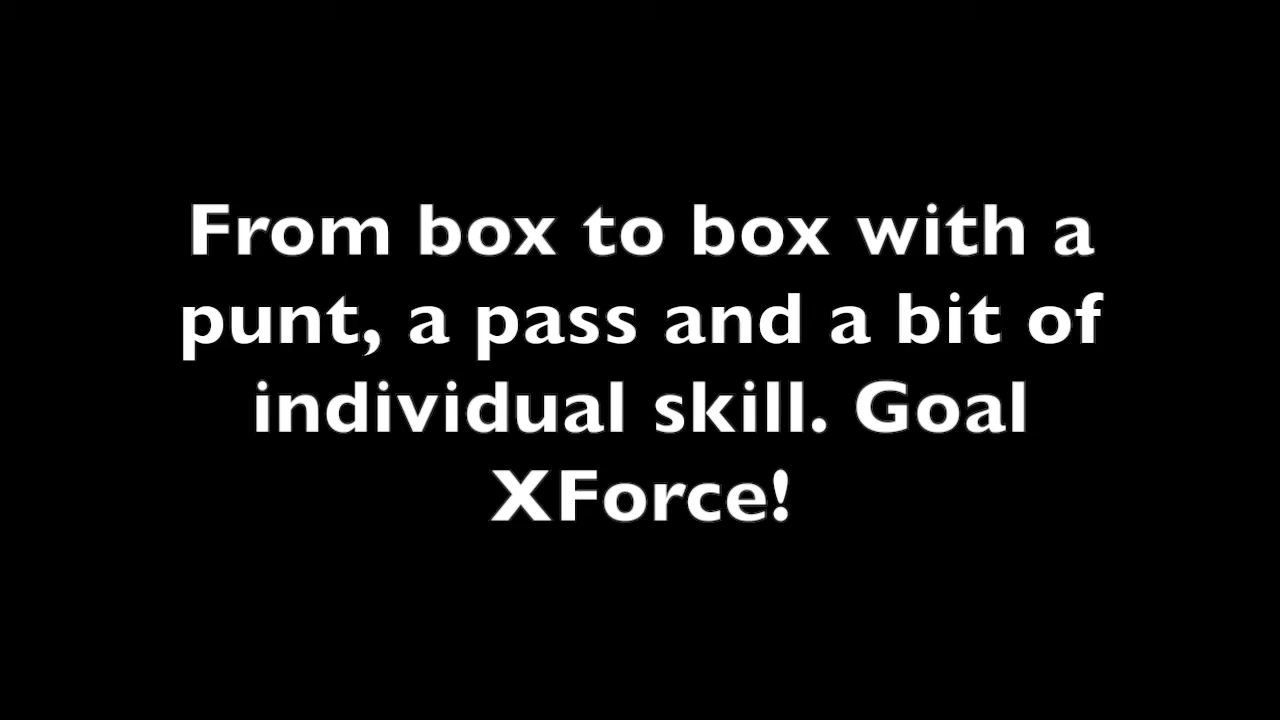 From box to box with a
punt, a pass and a bit of
individual skill. Goal
XForce!